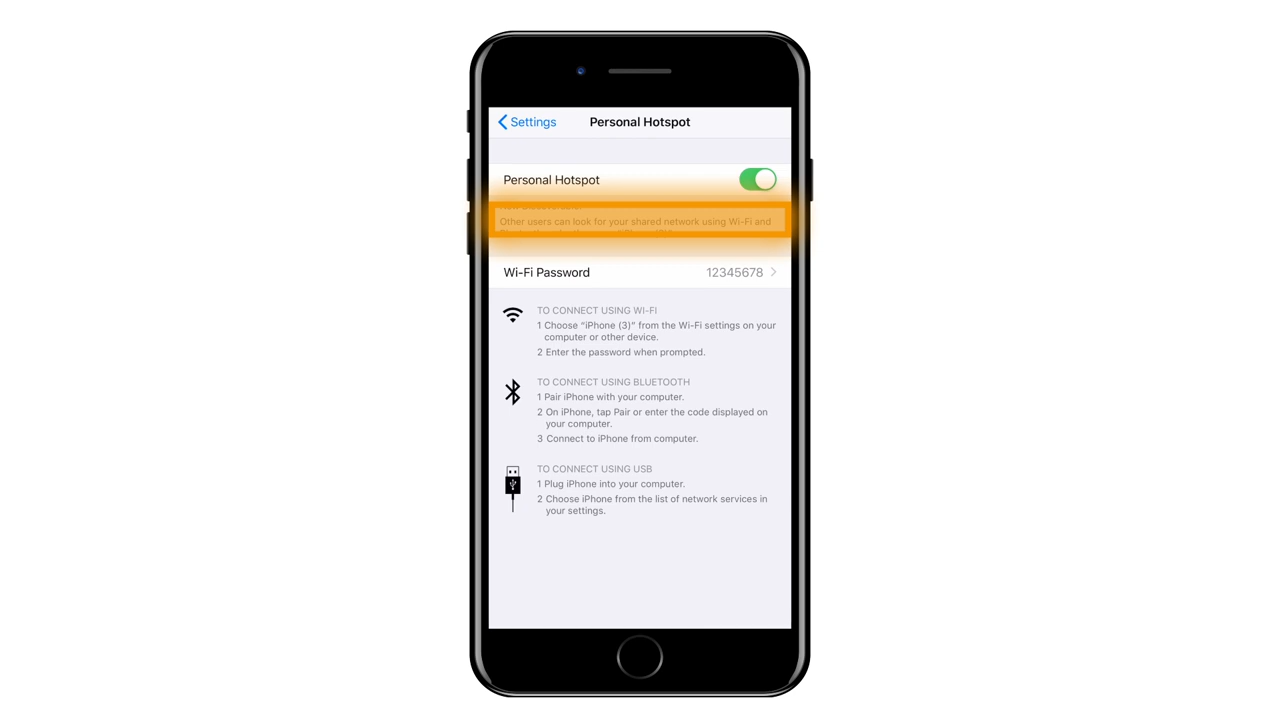 Settings
Personal Hotspot
Personal Hotspot
Other users can look for your shared network using Wi-Fi and
Wi-Fi Password
12345678
TO CONNECT USING WI-FI
1 Choose “iPhone (3)” from the Wi-Fi settings on your
computer or other device.
2 Enter the password when prompted.
TO CONNECT USING BLUETOOTH
1 Pair iPhone with your computer.
2 On iPhone, tap Pair or enter the code displayed on
your computer.
3 Connect to iPhone from computer.
TO CONNECT USING USB
1 Plug iPhone into your computer.
2 Choose iPhone from the list of network services in
your settings.